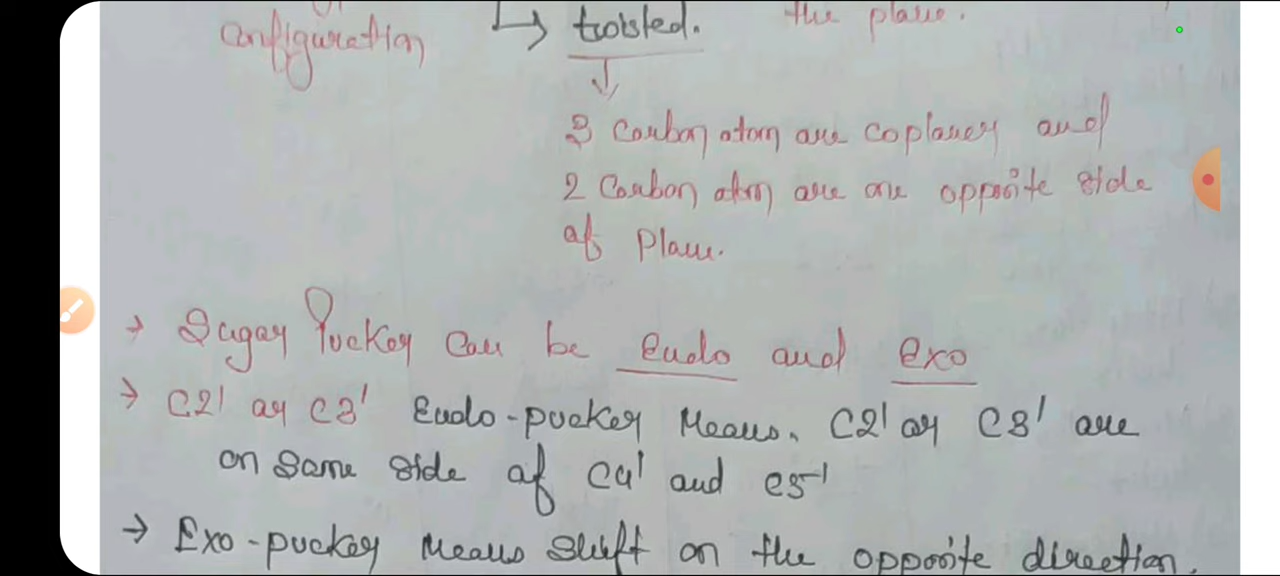 configuration ↳ twisted. the plane.
↓
3 Carbon atom are coplaner and
2 Carbon atom are one opposite side
of Plane.
→ Sugar Pucker can be Endo and Exo
→ C2' or C3' Endo-pucker Means. C2' or C3' are
on same side of C4' and C5'
→ Exo-pucker Means shift on the opposite direction.